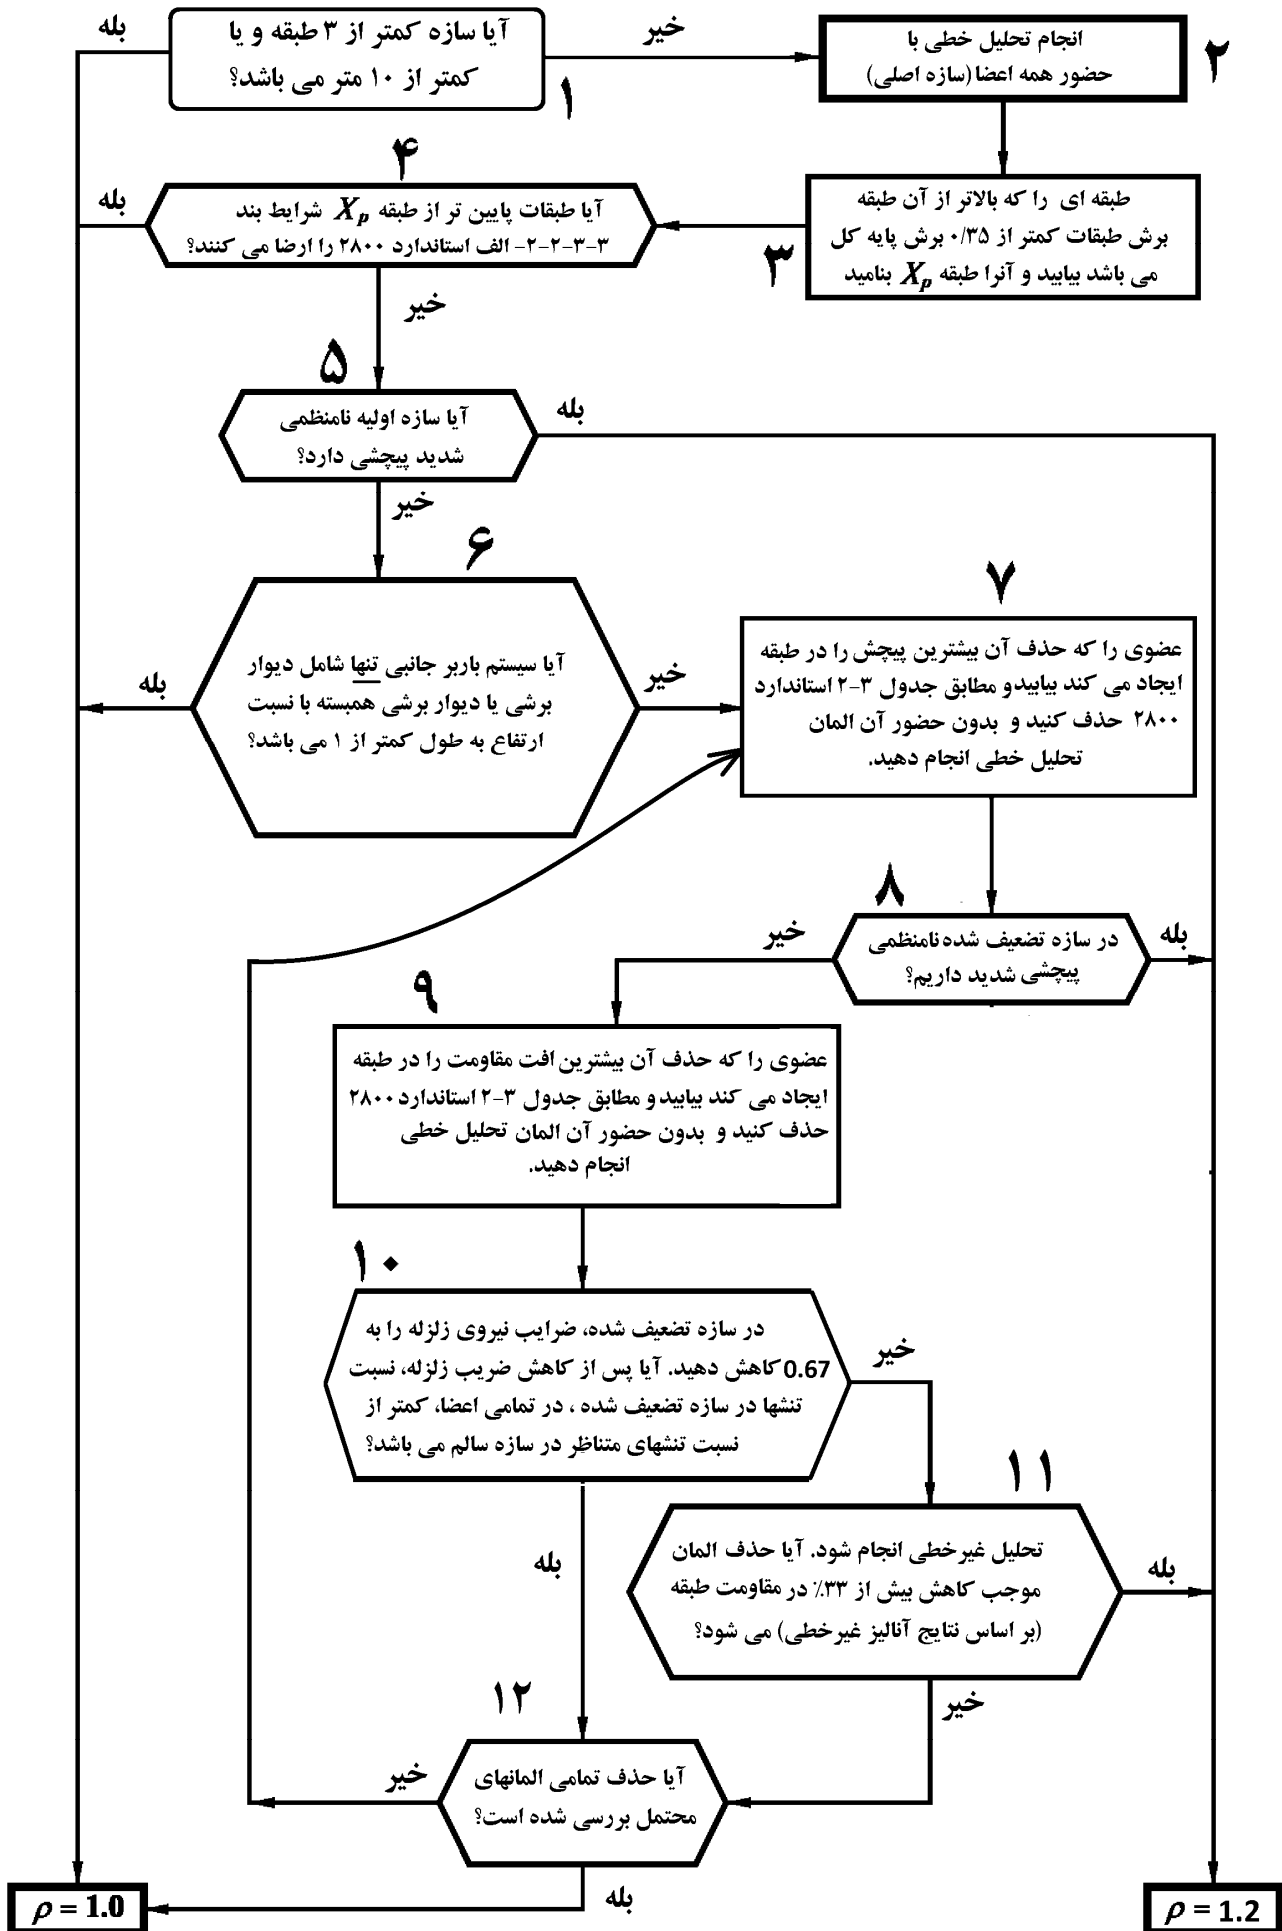 آیا سازه کمتر از ۳ طبقه و یا
کمتر از ۱۰ متر می باشد؟
۱
بله
خیر
انجام تحلیل خطی با
حضور همه اعضا (سازه اصلی)
۲
طبقه ای را که بالاتر از آن طبقه
برش طبقات کمتر از ۰/۳۵ برش پایه کل
می باشد بیابید و آنرا طبقه Xp بنامید
۳
۴
آیا طبقات پایین تر از طبقه Xp شرایط بند
۳-۳-۲-۲- الف استاندارد ۲۸۰۰ را ارضا می کنند؟
بله
خیر
۵
آیا سازه اولیه نامنظمی
شدید پیچشی دارد؟
بله
خیر
۶
آیا سیستم باربر جانبی تنها شامل دیوار
برشی یا دیوار برشی همبسته با نسبت
ارتفاع به طول کمتر از ۱ می باشد؟
بله
خیر
۷
عضوی را که حذف آن بیشترین پیچش را در طبقه
ایجاد می کند بیابید و مطابق جدول ۳-۲ استاندارد
۲۸۰۰ حذف کنید و بدون حضور آن المان
تحلیل خطی انجام دهید.
۸
در سازه تضعیف شده نامنظمی
پیچشی شدید داریم؟
بله
خیر
۹
عضوی را که حذف آن بیشترین افت مقاومت را در طبقه
ایجاد می کند بیابید و مطابق جدول ۳-۲ استاندارد ۲۸۰۰
حذف کنید و بدون حضور آن المان تحلیل خطی
انجام دهید.
۱۰
در سازه تضعیف شده، ضرایب نیروی زلزله را به
0.67 کاهش دهید. آیا پس از کاهش ضریب زلزله، نسبت
تنشها در سازه تضعیف شده ، در تمامی اعضا، کمتر از
نسبت تنشهای متناظر در سازه سالم می باشد؟
خیر
بله
۱۱
تحلیل غیرخطی انجام شود. آیا حذف المان
موجب کاهش بیش از ۳۳٪ در مقاومت طبقه
(بر اساس نتایج آنالیز غیرخطی) می شود؟
بله
خیر
۱۲
آیا حذف تمامی المانهای
محتمل بررسی شده است؟
خیر
بله
ρ = 1.0
ρ = 1.2